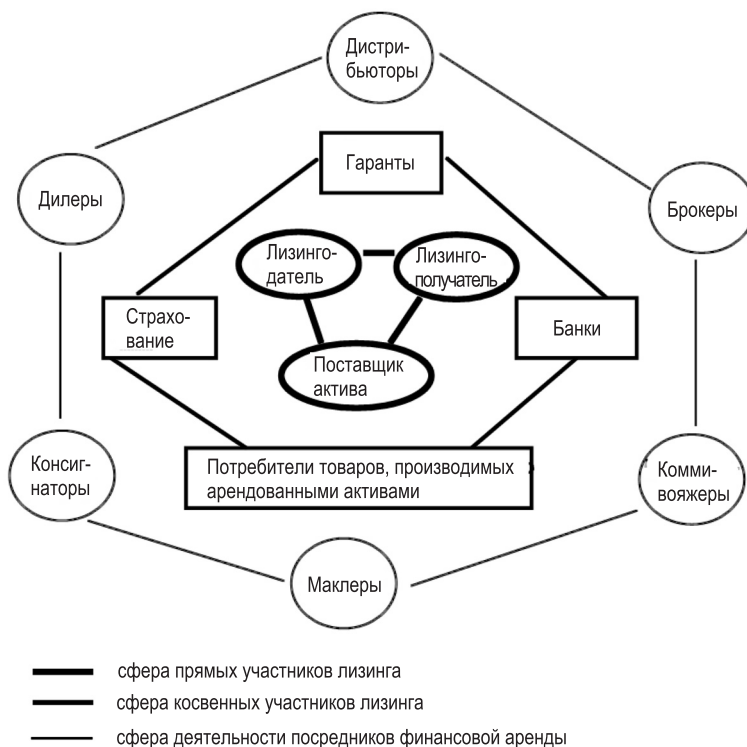 Дистри-
бьюторы
Гаранты
Дилеры
Брокеры
Лизинго-
датель
Лизинго-
получатель
Страхо-
вание
Банки
Поставщик
актива
Консиг-
наторы
Потребители товаров, производимых
арендованными активами
Комми-
вояжеры
Маклеры
сфера прямых участников лизинга
сфера косвенных участников лизинга
сфера деятельности посредников финансовой аренды